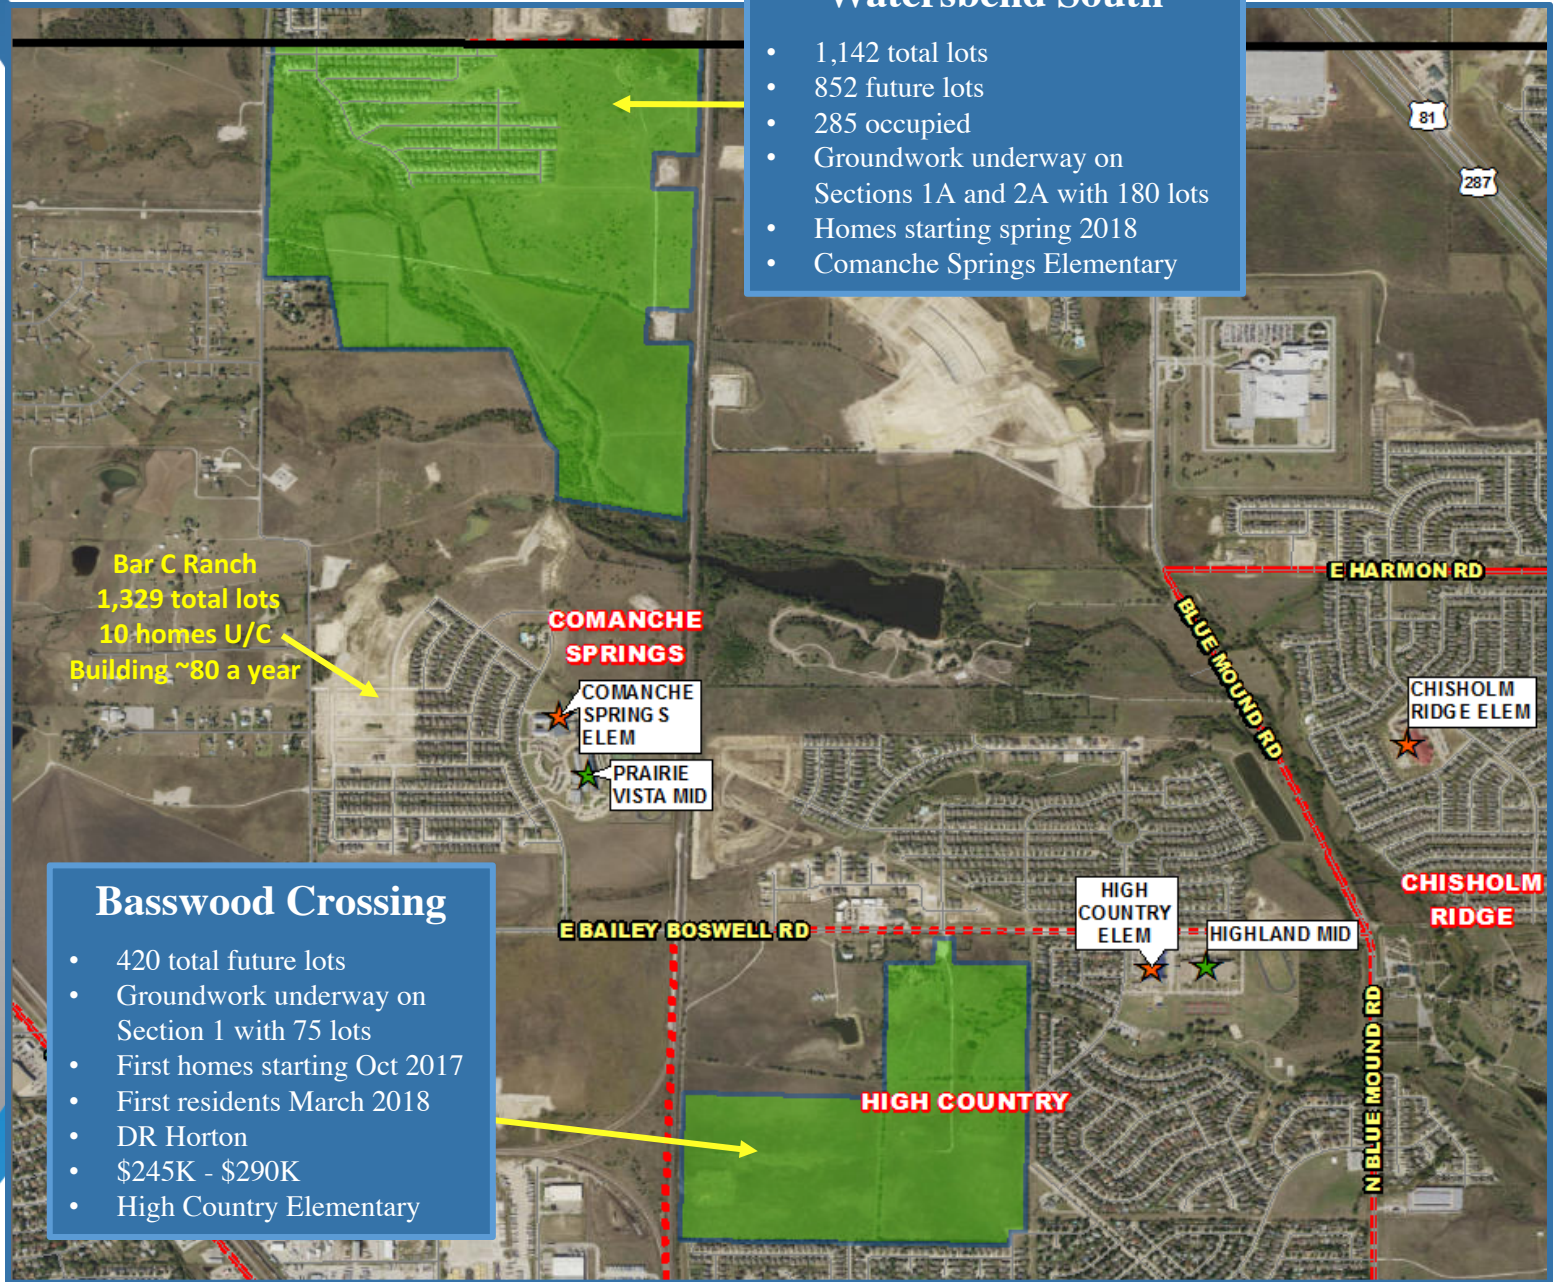 Watersbend South
• 1,142 total lots
• 852 future lots
• 285 occupied
• Groundwork underway on
Sections 1A and 2A with 180 lots
• Homes starting spring 2018
• Comanche Springs Elementary
81
287
Bar C Ranch
1,329 total lots
10 homes U/C
Building ~80 a year
E HARMON RD
BLUE MOUND RD
COMANCHE
SPRINGS
COMANCHE
SPRING S
ELEM
PRAIRIE
VISTA MID
CHISHOLM
RIDGE ELEM
CHISHOLM
RIDGE
HIGH
COUNTRY
ELEM
HIGHLAND MID
E BAILEY BOSWELL RD
Basswood Crossing
• 420 total future lots
• Groundwork underway on
Section 1 with 75 lots
• First homes starting Oct 2017
• First residents March 2018
• DR Horton
• $245K - $290K
• High Country Elementary
HIGH COUNTRY
N BLUE MOUND RD